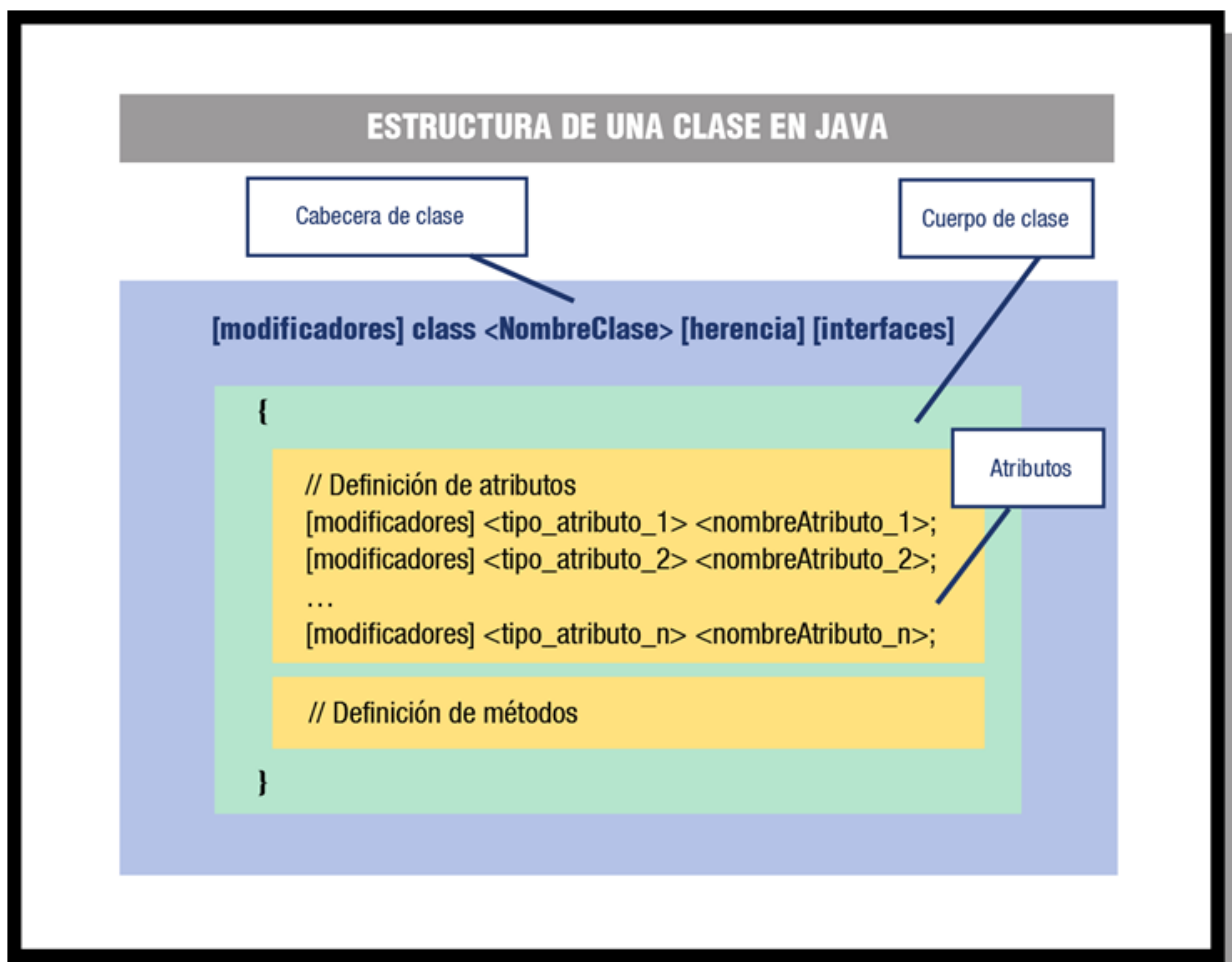 ESTRUCTURA DE UNA CLASE EN JAVA
Cabecera de clase
Cuerpo de clase
[modificadores] class <NombreClase> [herencia] [interfaces]
{
Atributos
// Definición de atributos
[modificadores] <tipo_atributo_1> <nombreAtributo_1>;
[modificadores] <tipo_atributo_2> <nombreAtributo_2>;
…
[modificadores] <tipo_atributo_n> <nombreAtributo_n>;
// Definición de métodos
}